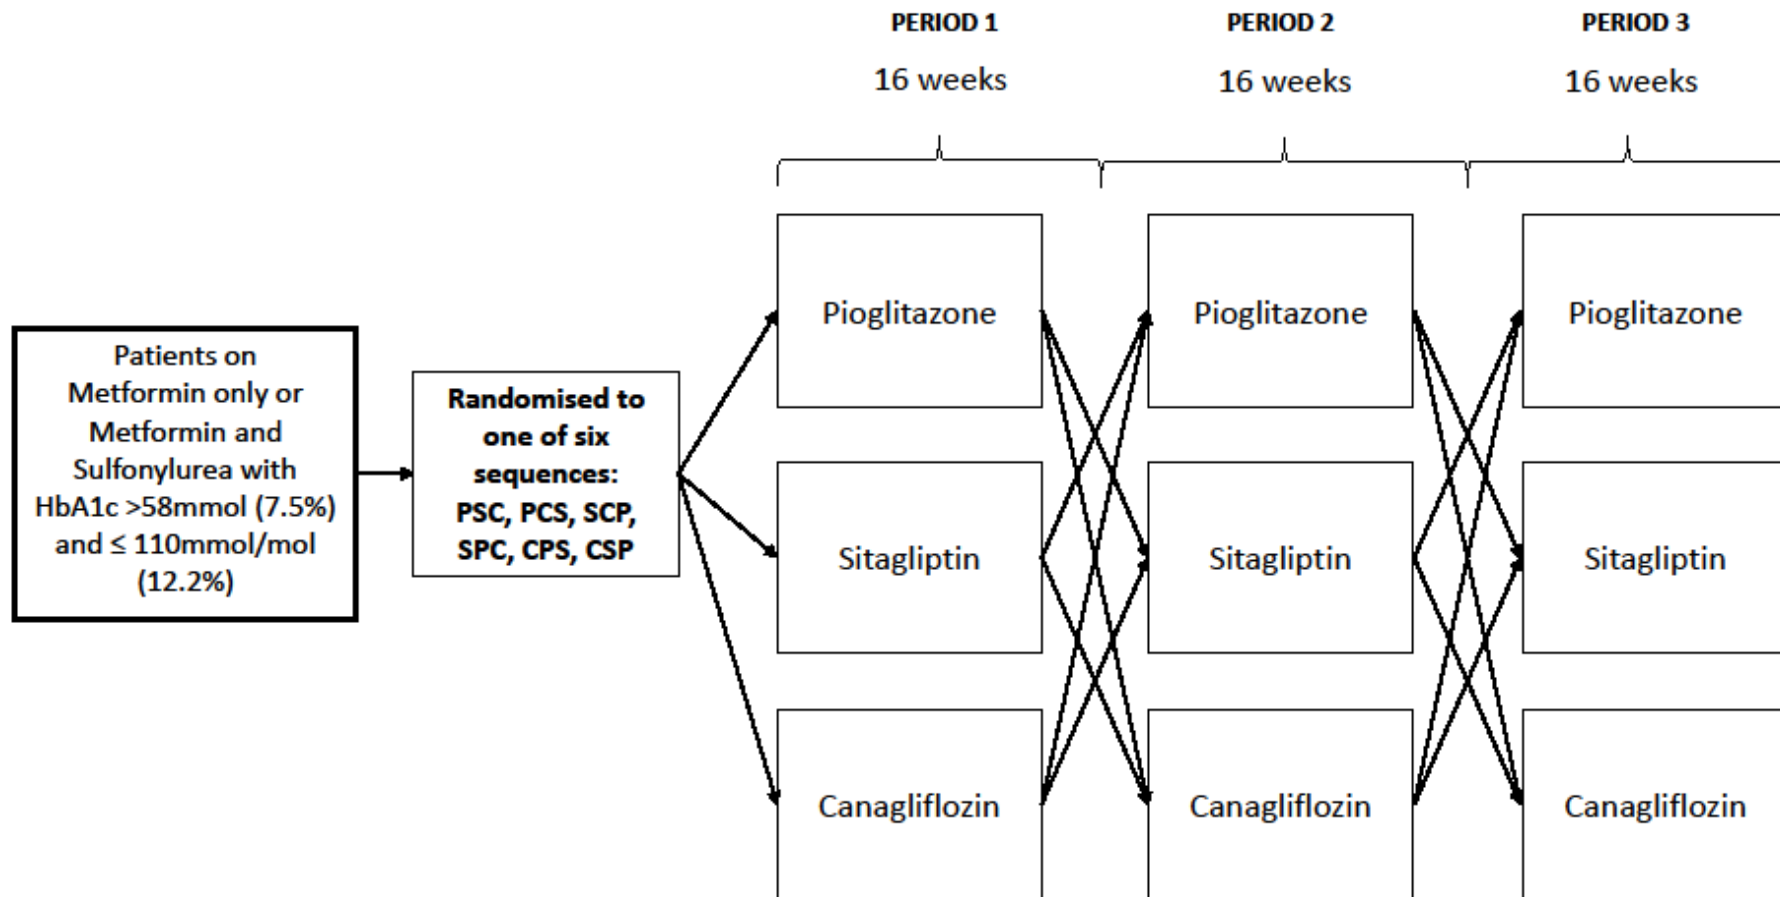 PERIOD 1
PERIOD 2
PERIOD 3
16 weeks
16 weeks
16 weeks
Patients on
Metformin only or
Metformin and
Sulfonylurea with
HbA1c >58mmol (7.5%)
and ≤ 110mmol/mol
(12.2%)
Randomised to
one of six
sequences:
PSC, PCS, SCP,
SPC, CPS, CSP
Pioglitazone
Pioglitazone
Pioglitazone
Sitagliptin
Sitagliptin
Sitagliptin
Canagliflozin
Canagliflozin
Canagliflozin